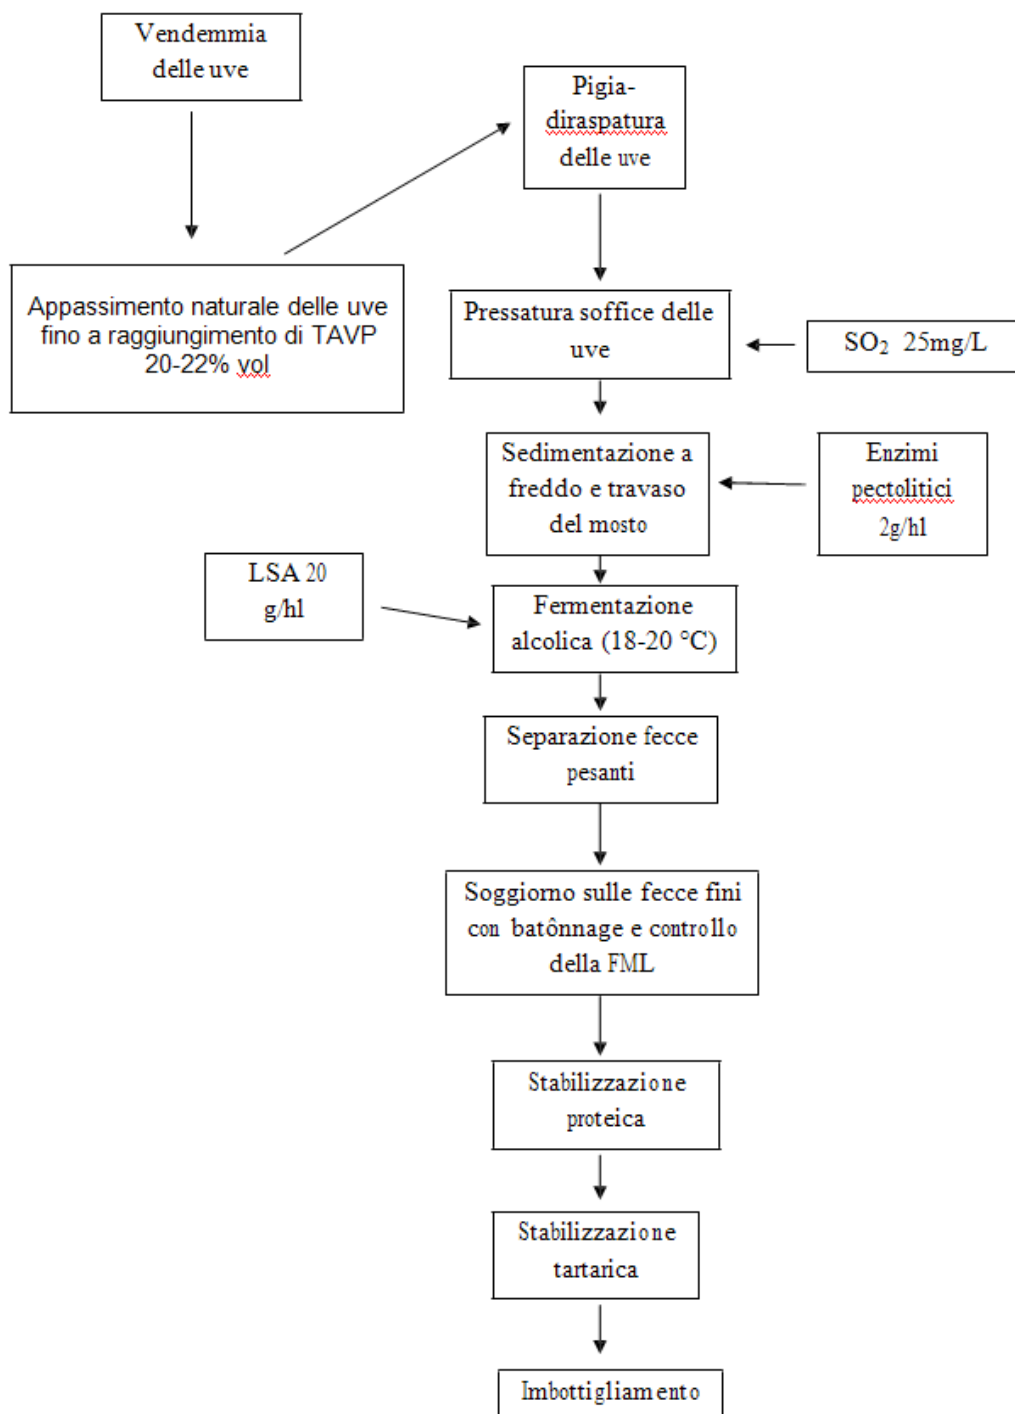 Vendemmia
delle uve
Appassimento naturale delle uve
fino a raggiungimento di TAVP
20-22% vol
Pigia-
diraspatura
delle uve
Pressatura soffice delle
uve
SO₂ 25mg/L
Sedimentazione a
freddo e travaso
del mosto
Enzimi
pectolitici
2g/hl
LSA 20
g/hl
Fermentazione
alcolica (18-20 °C)
Separazione fecce
pesanti
Soggiorno sulle fecce fini
con batônnage e controllo
della FML
Stabilizzazione
proteica
Stabilizzazione
tartarica
Imbottigliamento